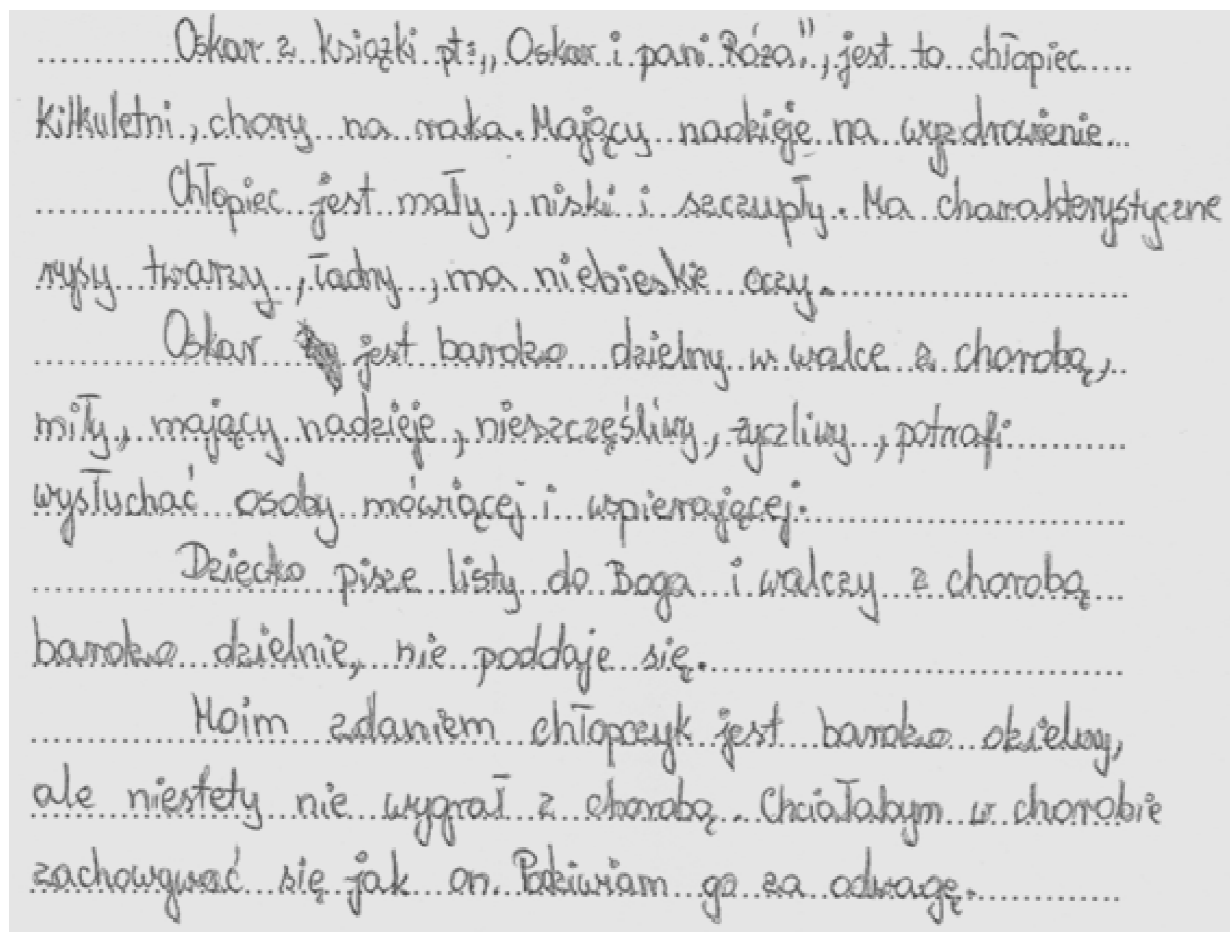 Oskar z książki pt: „Oskar i pani Róża", jest to chłopiec
kilkuletni, chory na raka. Mający nadzieje na wyzdrowienie.
Chłopiec jest mały, niski i szczupły. Ma charakterystyczne
rysy twarzy, ładny, ma niebieskie oczy.
Oskar jest bardzo dzielny w walce z chorobą,
miły, mający nadzieje, nieszczęśliwy, życzliwy, potrafi
wysłuchać osoby mówiącej i wspierającej.
Dziecko pisze listy do Boga i walczy z chorobą
bardzo dzielnie, nie poddaje się.
Moim zdaniem chłopczyk jest bardzo dzielny,
ale niestety nie wygrał z chorobą. Chciałabym w chorobie
zachowywać się jak on. Podziwiam go za odwagę.